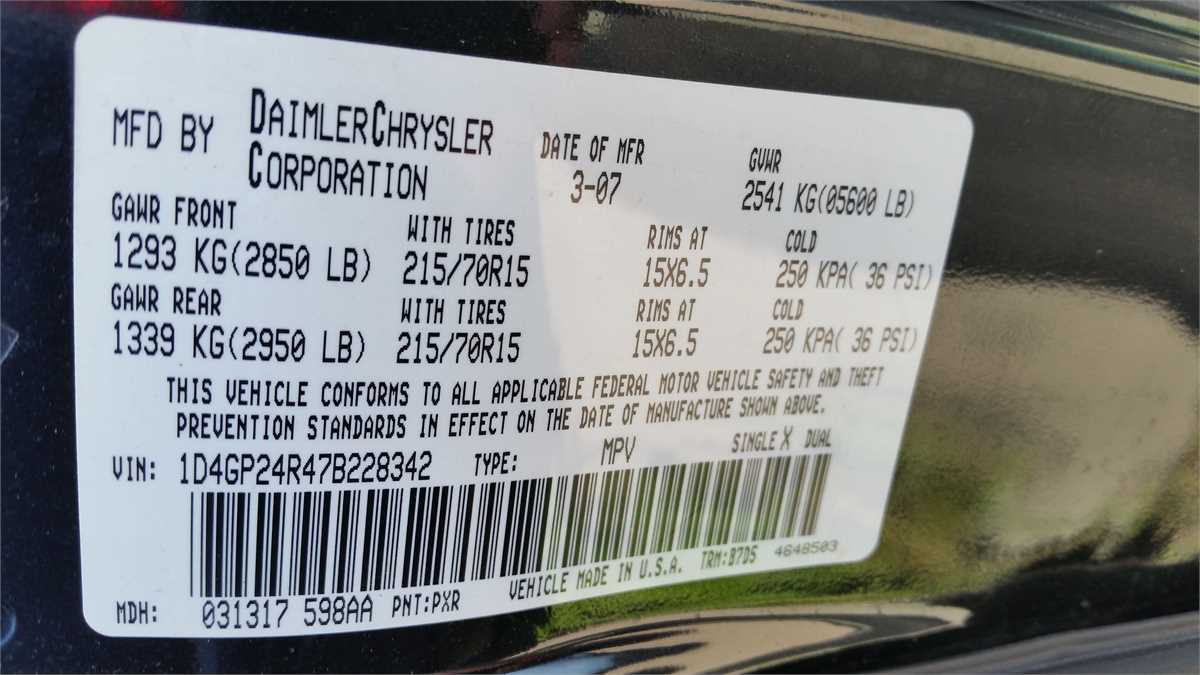 MFD BY DAIMLERCHRYSLER CORPORATION DATE OF MFR 3-07 GVWR 2541 KG(05600 LB)
GAWR FRONT WITH TIRES RIMS AT COLD
1293 KG(2850 LB) 215/70R15 15X6.5 250 KPA( 36 PSI)
GAWR REAR WITH TIRES RIMS AT COLD
1339 KG(2950 LB) 215/70R15 15X6.5 250 KPA( 36 PSI)
THIS VEHICLE CONFORMS TO ALL APPLICABLE FEDERAL MOTOR VEHICLE SAFETY AND THEFT
PREVENTION STANDARDS IN EFFECT ON THE DATE OF MANUFACTURE SHOWN ABOVE.
VIN: 1D4GP24R47B228342 TYPE: MPV SINGLE X DUAL
MDH: 031317 598AA PNT:PXR VEHICLE MADE IN U.S.A. TRM:B7DS 4648503